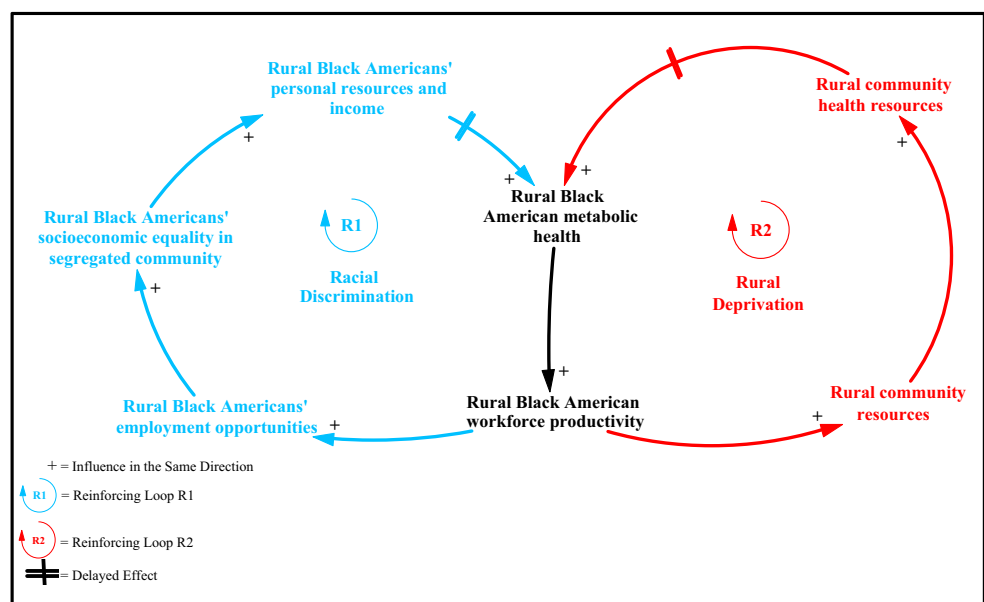 Rural Black Americans'
personal resources and
income
+
Rural community
health resources
+
+
+
Rural Black
American metabolic
health
Rural Black Americans'
socioeconomic equality in
segregated community
R1
Racial
Discrimination
R2
Rural
Deprivation
+
+
Rural Black American
workforce productivity
Rural community
resources
+
Rural Black Americans'
employment opportunities
+
+ = Influence in the Same Direction
R1 = Reinforcing Loop R1
R2 = Reinforcing Loop R2
= Delayed Effect